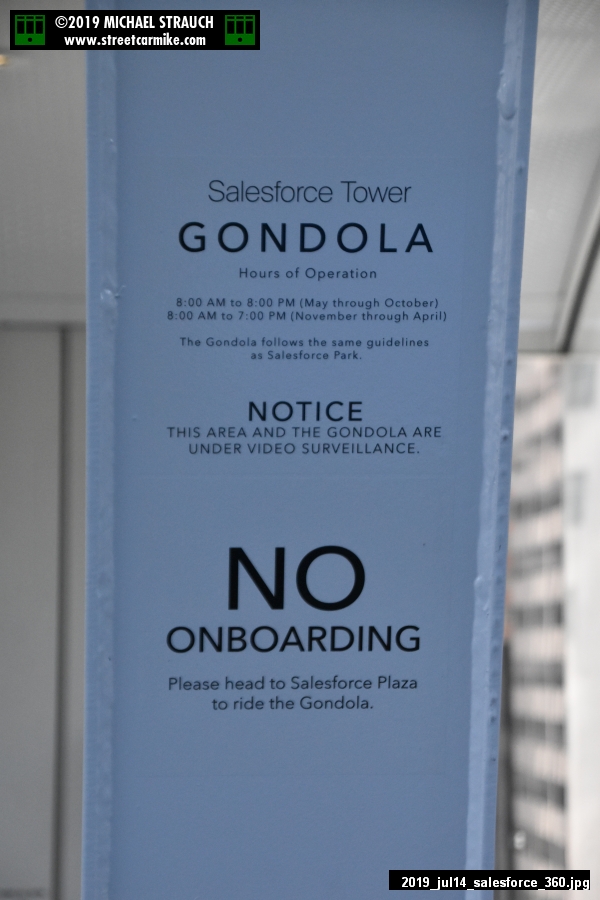 ©2019 MICHAEL STRAUCH
www.streetcarmike.com
Salesforce Tower
GONDOLA
Hours of Operation
8:00 AM to 8:00 PM (May through October)
8:00 AM to 7:00 PM (November through April)
The Gondola follows the same guidelines
as Salesforce Park.
NOTICE
THIS AREA AND THE GONDOLA ARE
UNDER VIDEO SURVEILLANCE.
NO
ONBOARDING
Please head to Salesforce Plaza
to ride the Gondola.
2019_jul14_salesforce_360.jpg